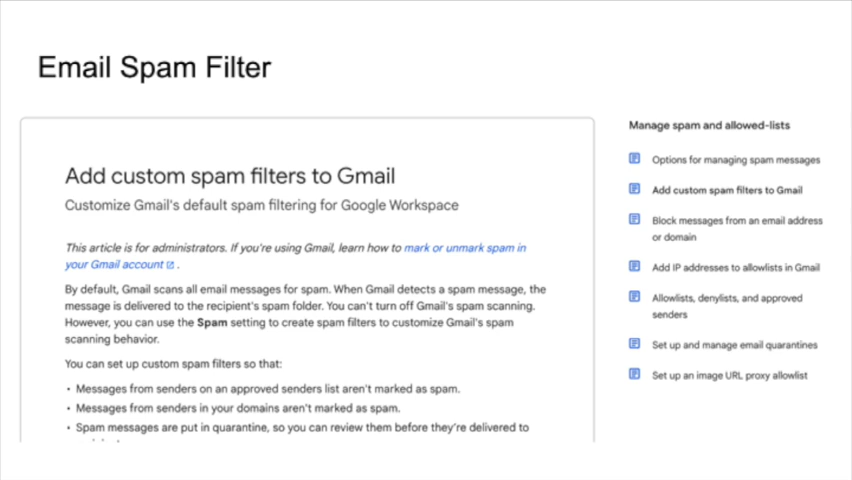 Email Spam Filter
Add custom spam filters to Gmail
Customize Gmail's default spam filtering for Google Workspace
This article is for administrators. If you're using Gmail, learn how to mark or unmark spam in
your Gmail account .
By default, Gmail scans all email messages for spam. When Gmail detects a spam message, the
message is delivered to the recipient's spam folder. You can't turn off Gmail's spam scanning.
However, you can use the Spam setting to create spam filters to customize Gmail's spam
scanning behavior.
You can set up custom spam filters so that:
• Messages from senders on an approved senders list aren't marked as spam.
• Messages from senders in your domains aren't marked as spam.
• Spam messages are put in quarantine, so you can review them before they're delivered to
Manage spam and allowed-lists
Options for managing spam messages
Add custom spam filters to Gmail
Block messages from an email address
or domain
Add IP addresses to allowlists in Gmail
Allowlists, denylists, and approved
senders
Set up and manage email quarantines
Set up an image URL proxy allowlist